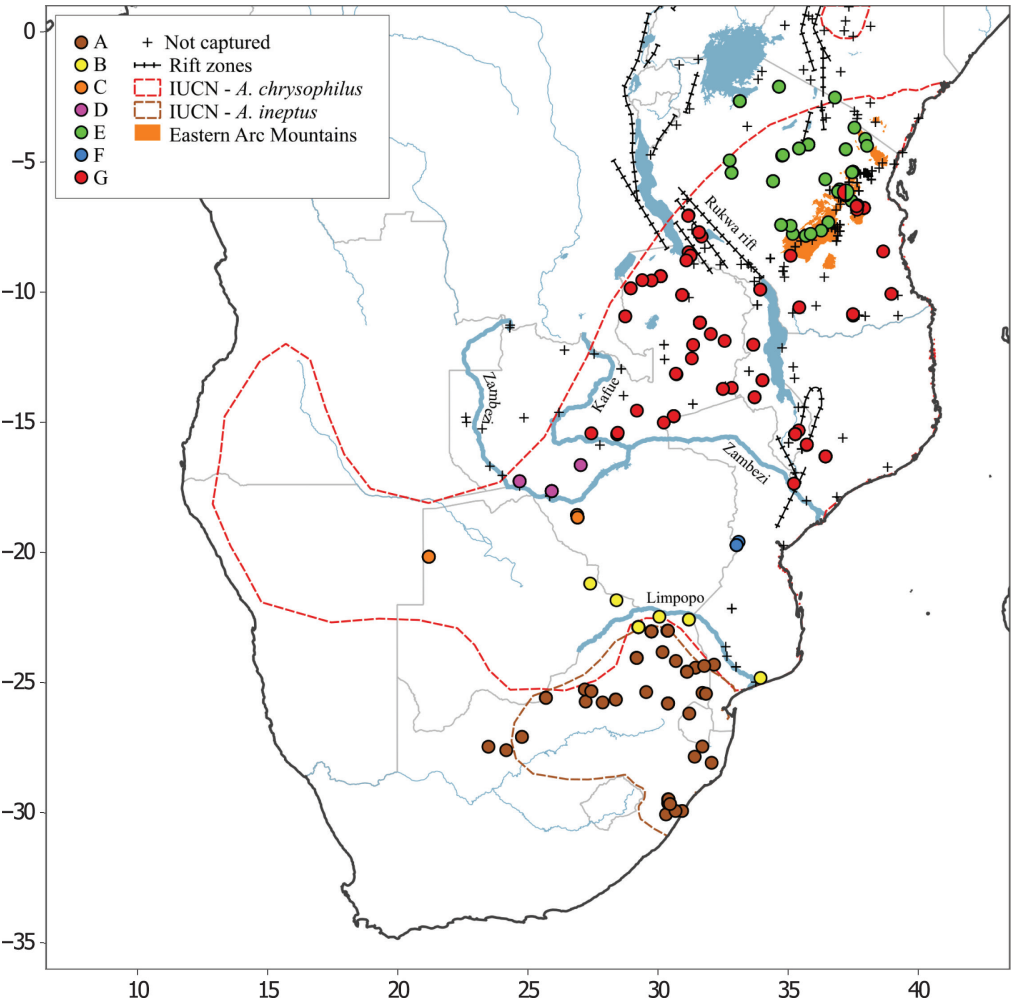 0
−5
−10
−15
−20
−25
−30
−35
A
B
C
D
E
F
G
Not captured
Rift zones
IUCN - A. chrysophilus
IUCN - A. ineptus
Eastern Arc Mountains
Rukwa rift
Zambezi
Kafue
Zambezi
Limpopo
10 15 20 25 30 35 40